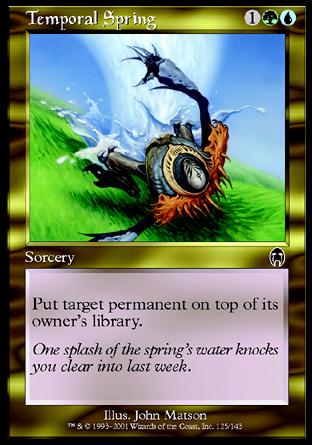 Temporal Spring 1
Sorcery
Put target permanent on top of its
owner's library.
One splash of the spring's water knocks
you clear into last week.
Illus. John Matson
™ & © 1993–2001 Wizards of the Coast, Inc. 125/143